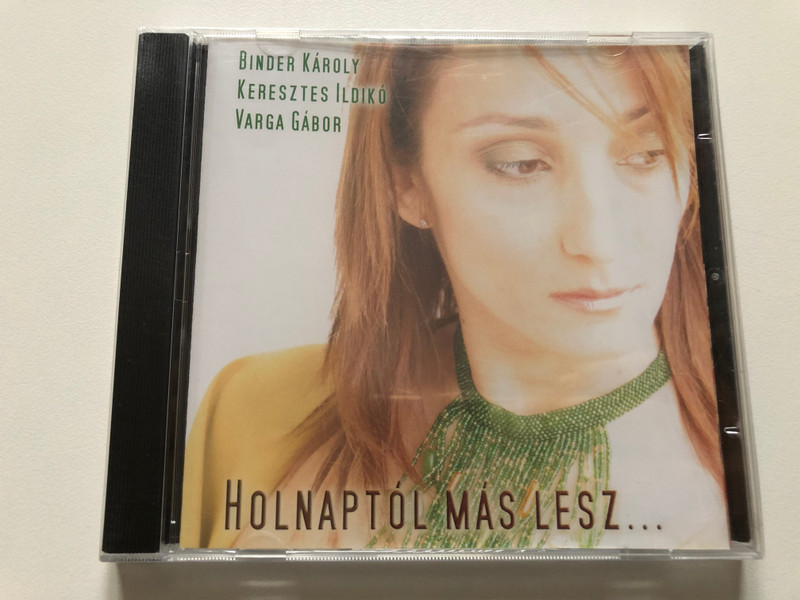 Binder Károly
Keresztes Ildikó
Varga Gábor
Holnaptól más lesz...